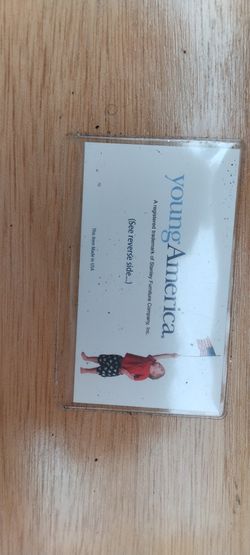 youngAmerica®
A registered trademark of Stanley Furniture Company, Inc.
(See reverse side...)
This Item Made in USA